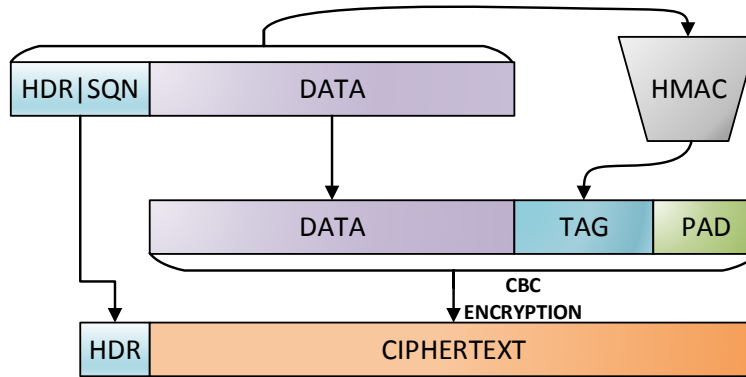 HDR|SQN
DATA
HMAC
DATA
TAG
PAD
CBC
ENCRYPTION
HDR
CIPHERTEXT